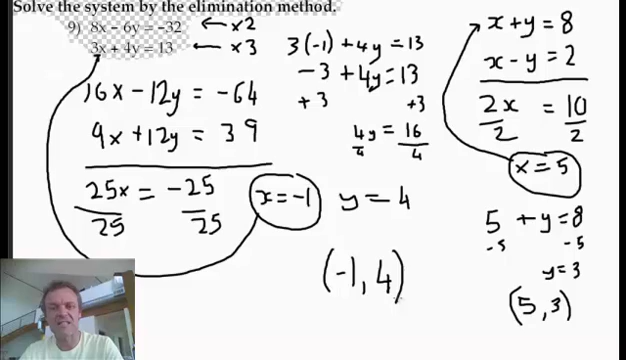 Solve the system by the elimination method.
9) 8x – 6y = –32 ← ×2
3x + 4y = 13 ← ×3
16x – 12y = –64
9x + 12y = 39
25x = –25
25 25
x = –1
3(–1) + 4y = 13
–3 + 4y = 13
+3 +3
4y = 16
4 4
y = 4
(–1, 4)
x + y = 8
x – y = 2
2x = 10
2 2
x = 5
5 + y = 8
–5 –5
y = 3
(5, 3)